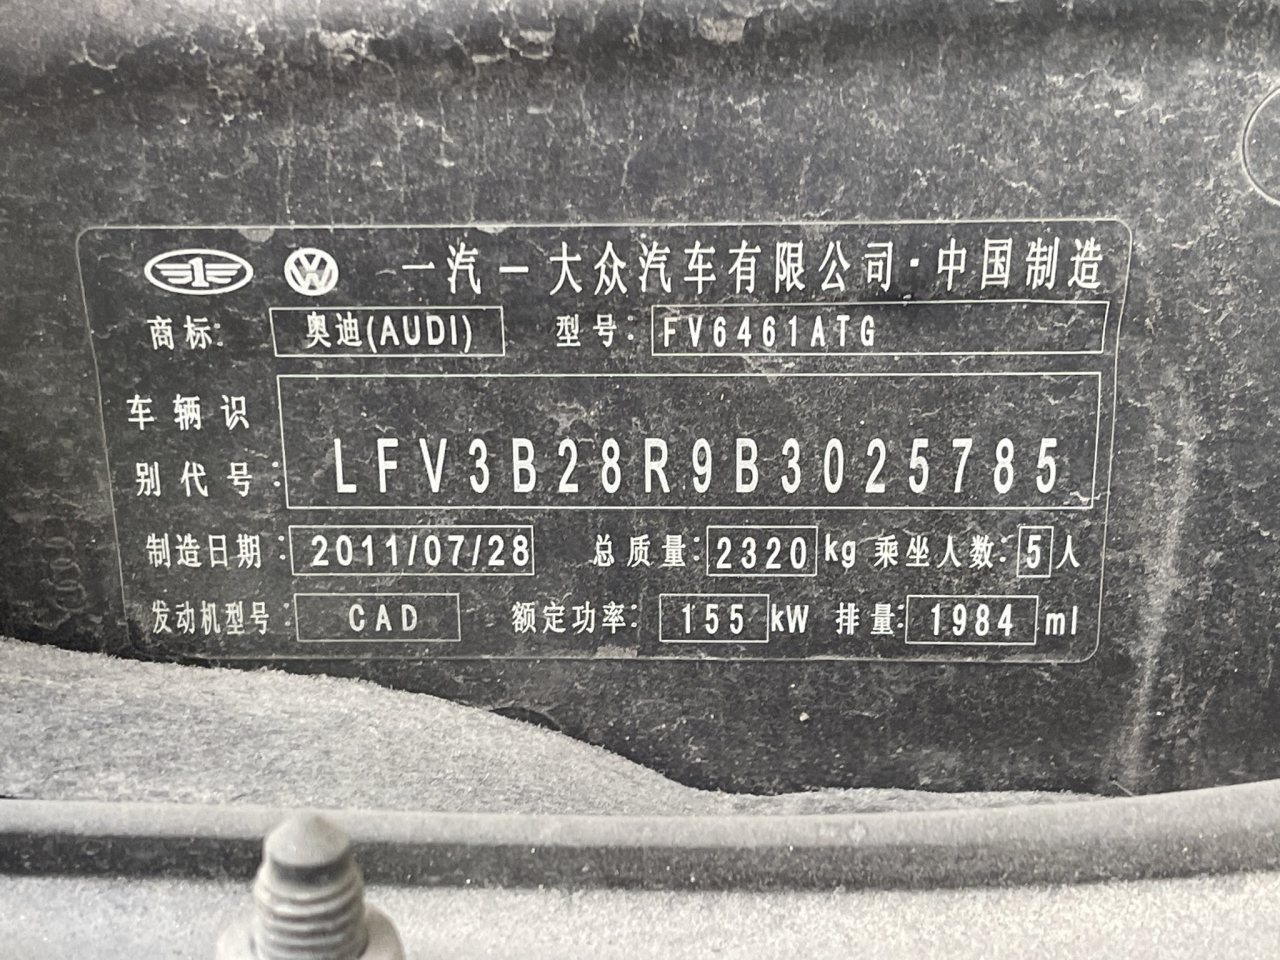 一汽-大众汽车有限公司·中国制造
商标: 奥迪(AUDI) 型号: FV6461ATG
车辆识
别代号: LFV3B28R9B3025785
制造日期: 2011/07/28 总质量: 2320 kg 乘坐人数: 5 人
发动机型号: CAD 额定功率: 155 kW 排量: 1984 ml